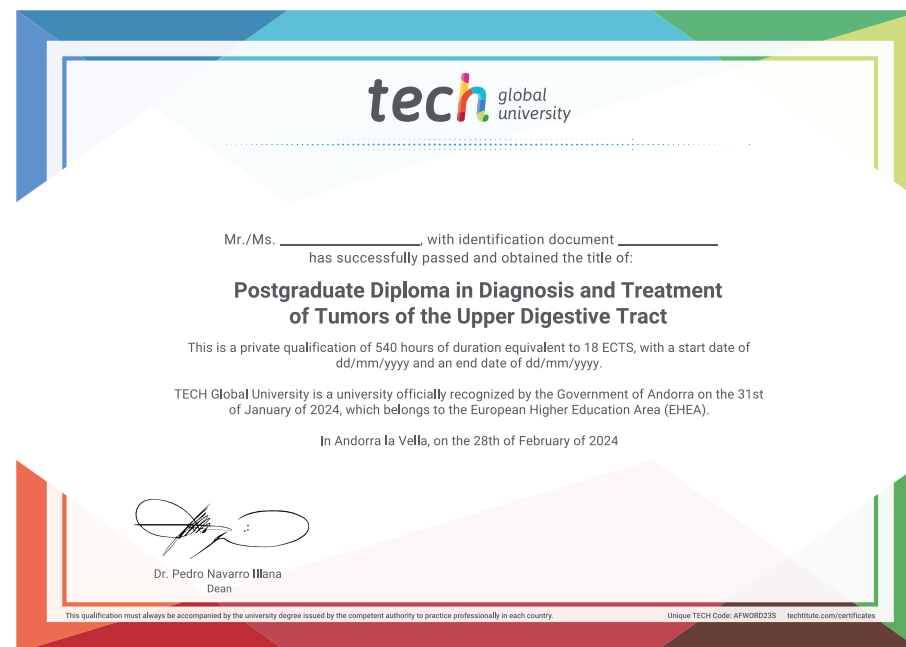 tech global
university
Mr./Ms. ____________, with identification document ____________
has successfully passed and obtained the title of:
Postgraduate Diploma in Diagnosis and Treatment
of Tumors of the Upper Digestive Tract
This is a private qualification of 540 hours of duration equivalent to 18 ECTS, with a start date of
dd/mm/yyyy and an end date of dd/mm/yyyy.
TECH Global University is a university officially recognized by the Government of Andorra on the 31st
of January of 2024, which belongs to the European Higher Education Area (EHEA).
In Andorra la Vella, on the 28th of February of 2024
Dr. Pedro Navarro Illana
Dean
This qualification must always be accompanied by the university degree issued by the competent authority to practice professionally in each country.
Unique TECH Code: AFWORD23S techtitute.com/certificates